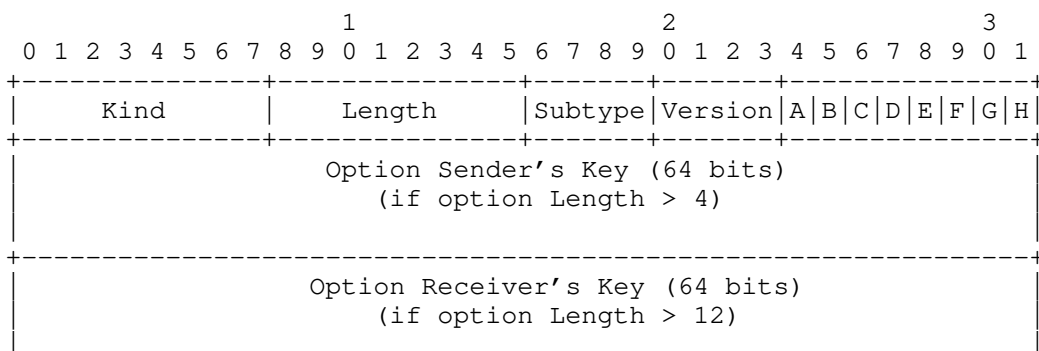 1                   2                   3
 0 1 2 3 4 5 6 7 8 9 0 1 2 3 4 5 6 7 8 9 0 1 2 3 4 5 6 7 8 9 0 1
+---------------+---------------+-------+-------+---------------+
|     Kind      |    Length     |Subtype|Version|A|B|C|D|E|F|G|H|
+---------------+---------------+-------+-------+---------------+
|                   Option Sender’s Key (64 bits)               |
|                      (if option Length > 4)                   |
|                                                               |
+---------------------------------------------------------------+
|                  Option Receiver’s Key (64 bits)              |
|                      (if option Length > 12)                  |
|                                                               |